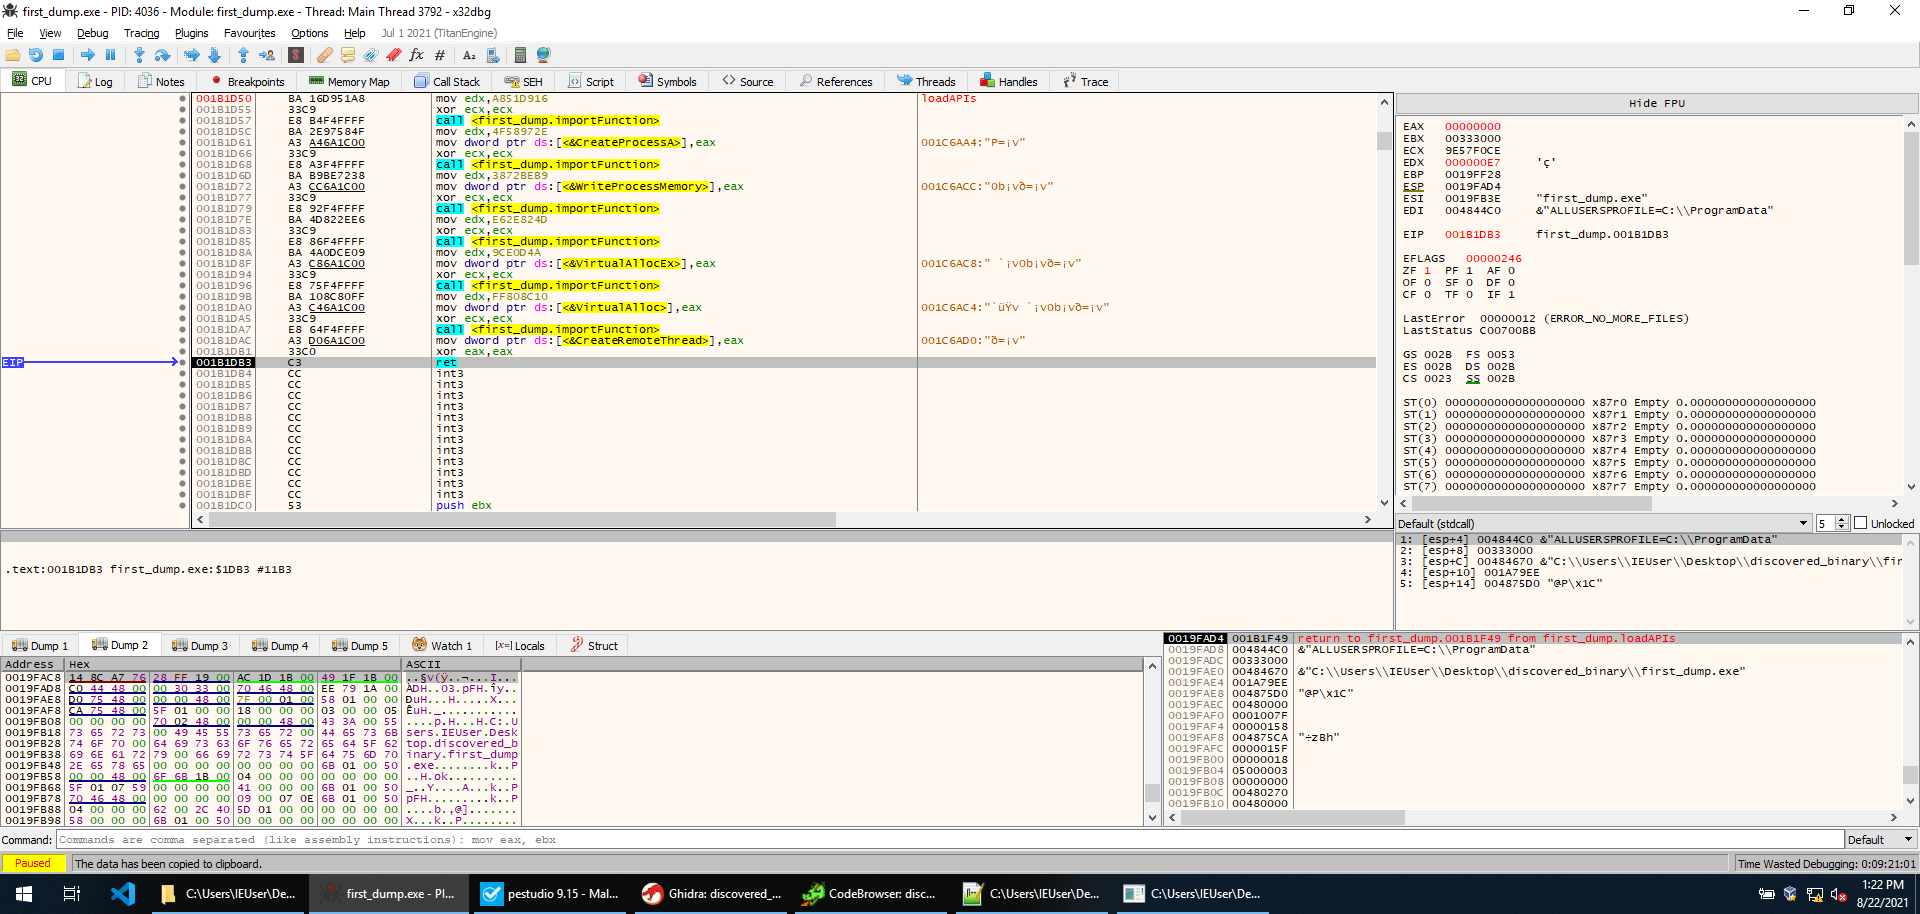 first_dump.exe - PID: 4036 - Module: first_dump.exe - Thread: Main Thread 3792 - x32dbg
File View Debug Tracing Plugins Favourites Options Help Jul 1 2021 (TitanEngine)
CPU Log Notes Breakpoints Memory Map Call Stack SEH Script Symbols Source References Threads Handles Trace
001B1D50 BA 16D951A8 mov edx,A851D916 loadAPIs
001B1D55 33C9 xor ecx,ecx
001B1D57 E8 B4F4FFFF call <first_dump.importFunction>
001B1D5C BA 2E97584F mov edx,4F58972E
001B1D61 A3 A46A1C00 mov dword ptr ds:[<&CreateProcessA>],eax 001C6AA4:"P=¡v"
001B1D66 33C9 xor ecx,ecx
001B1D68 E8 A3F4FFFF call <first_dump.importFunction>
001B1D6D BA B9BE7238 mov edx,3872BEB9
001B1D72 A3 CC6A1C00 mov dword ptr ds:[<&WriteProcessMemory>],eax 001C6ACC:"0b¡vð=¡v"
001B1D77 33C9 xor ecx,ecx
001B1D79 E8 92F4FFFF call <first_dump.importFunction>
001B1D7E BA 4D822EE6 mov edx,E62E824D
001B1D83 33C9 xor ecx,ecx
001B1D85 E8 86F4FFFF call <first_dump.importFunction>
001B1D8A BA 4A0DCE09 mov edx,9CE0D4A
001B1D8F A3 C86A1C00 mov dword ptr ds:[<&VirtualAllocEx>],eax 001C6AC8:" `¡v0b¡vð=¡v"
001B1D94 33C9 xor ecx,ecx
001B1D96 E8 75F4FFFF call <first_dump.importFunction>
001B1D9B BA 108C80FF mov edx,FF808C10
001B1DA0 A3 C46A1C00 mov dword ptr ds:[<&VirtualAlloc>],eax 001C6AC4:"`üŸv `¡v0b¡vð=¡v"
001B1DA5 33C9 xor ecx,ecx
001B1DA7 E8 64F4FFFF call <first_dump.importFunction>
001B1DAC A3 D06A1C00 mov dword ptr ds:[<&CreateRemoteThread>],eax 001C6AD0:"ð=¡v"
001B1DB1 33C0 xor eax,eax
EIP 001B1DB3 C3 ret
001B1DB4 CC int3
001B1DB5 CC int3
001B1DB6 CC int3
001B1DB7 CC int3
001B1DB8 CC int3
001B1DB9 CC int3
001B1DBA CC int3
001B1DBB CC int3
001B1DBC CC int3
001B1DBD CC int3
001B1DBE CC int3
001B1DBF CC int3
001B1DC0 53 push ebx
Hide FPU
EAX 00000000
EBX 00333000
ECX 9E57F0CE
EDX 000000E7 'ç'
EBP 0019FF28
ESP 0019FAD4
ESI 0019FB3E "first_dump.exe"
EDI 004844C0 &"ALLUSERSPROFILE=C:\\ProgramData"
EIP 001B1DB3 first_dump.001B1DB3
EFLAGS 00000246
ZF 1 PF 1 AF 0
OF 0 SF 0 DF 0
CF 0 TF 0 IF 1
LastError 00000012 (ERROR_NO_MORE_FILES)
LastStatus C00700BB
GS 002B FS 0053
ES 002B DS 002B
CS 0023 SS 002B
ST(0) 00000000000000000000 x87r0 Empty 0.000000000000000000
ST(1) 00000000000000000000 x87r1 Empty 0.000000000000000000
ST(2) 00000000000000000000 x87r2 Empty 0.000000000000000000
ST(3) 00000000000000000000 x87r3 Empty 0.000000000000000000
ST(4) 00000000000000000000 x87r4 Empty 0.000000000000000000
ST(5) 00000000000000000000 x87r5 Empty 0.000000000000000000
ST(6) 00000000000000000000 x87r6 Empty 0.000000000000000000
ST(7) 00000000000000000000 x87r7 Empty 0.000000000000000000
Default (stdcall) 5 Unlocked
1: [esp+4] 004844C0 &"ALLUSERSPROFILE=C:\\ProgramData"
2: [esp+8] 00333000
3: [esp+C] 00484670 &"C:\\Users\\IEUser\\Desktop\\discovered_binary\\fir
4: [esp+10] 001A79EE
5: [esp+14] 004875D0 "@P\x1C"
.text:001B1DB3 first_dump.exe:$1DB3 #11B3
Dump 1 Dump 2 Dump 3 Dump 4 Dump 5 Watch 1 [x=] Locals Struct
Address Hex ASCII
0019FAC8 14 8C A7 76 28 FF 19 00 AC 1D 1B 00 49 1F 1B 00 ..§v(ÿ..¬...I...
0019FAD8 C0 44 48 00 00 30 33 00 70 46 48 00 EE 79 1A 00 ÀDH..03.pFH.îy..
0019FAE8 D0 75 48 00 00 00 48 00 7F 00 01 00 58 01 00 00 ÐuH...H.....X...
0019FAF8 CA 75 48 00 5F 01 00 00 18 00 00 00 03 00 00 05 ÊuH._...........
0019FB08 00 00 00 00 70 02 48 00 00 00 48 00 43 3A 00 55 ....p.H...H.C:.U
0019FB18 73 65 72 73 00 49 45 55 73 65 72 00 44 65 73 6B sers.IEUser.Desk
0019FB28 74 6F 70 00 64 69 73 63 6F 76 65 72 65 64 5F 62 top.discovered_b
0019FB38 69 6E 61 72 79 00 66 69 72 73 74 5F 64 75 6D 70 inary.first_dump
0019FB48 2E 65 78 65 00 00 00 00 00 00 00 00 6B 01 00 50 .exe........k..P
0019FB58 00 00 48 00 6F 6B 1B 00 04 00 00 00 00 00 00 00 ..H.ok..........
0019FB68 5F 01 07 59 00 00 00 00 41 00 00 00 6B 01 00 50 _..Y....A...k..P
0019FB78 70 46 48 00 00 00 00 00 09 00 07 0E 6B 01 00 50 pFH.........k..P
0019FB88 04 00 00 00 62 00 2C 40 5D 01 00 00 00 00 00 00 ....b.,@].......
0019FB98 58 00 00 00 6B 01 00 50 00 00 00 00 00 00 00 00 X...k..P........
0019FAD4 001B1F49 return to first_dump.001B1F49 from first_dump.loadAPIs
0019FAD8 004844C0 &"ALLUSERSPROFILE=C:\\ProgramData"
0019FADC 00333000
0019FAE0 00484670 &"C:\\Users\\IEUser\\Desktop\\discovered_binary\\first_dump.exe"
0019FAE4 001A79EE
0019FAE8 004875D0 "@P\x1C"
0019FAEC 00480000
0019FAF0 0001007F
0019FAF4 00000158
0019FAF8 004875CA "÷zBh"
0019FAFC 0000015F
0019FB00 00000018
0019FB04 05000003
0019FB08 00000000
0019FB0C 00480270
0019FB10 00480000
Command: Commands are comma separated (like assembly instructions): mov eax, ebx Default
Paused The data has been copied to clipboard. Time Wasted Debugging: 0:09:21:01
C:\Users\IEUser\De... first_dump.exe - PI... pestudio 9.15 - Mal... Ghidra: discovered_... CodeBrowser: disc... C:\Users\IEUser\De... C:\Users\IEUser\De... 1:22 PM
8/22/2021